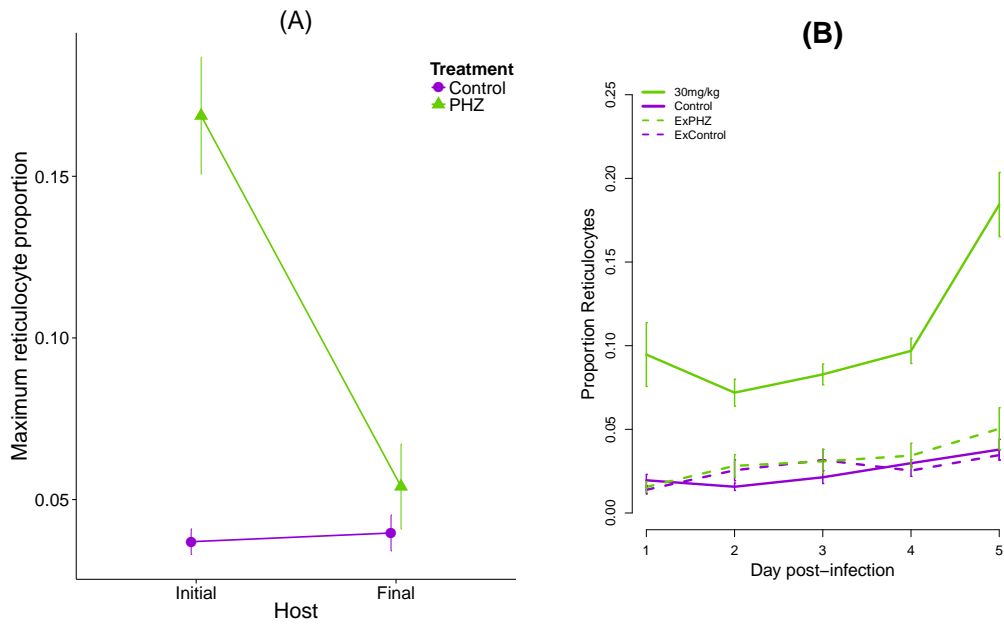 (A)
Maximum reticulocyte proportion
0.15
0.10
0.05
Treatment
Control
PHZ
Initial
Final
Host
(B)
Proportion Reticulocytes
0.25
0.20
0.15
0.10
0.05
0.00
30mg/kg
Control
ExPHZ
ExControl
1 2 3 4 5
Day post−infection